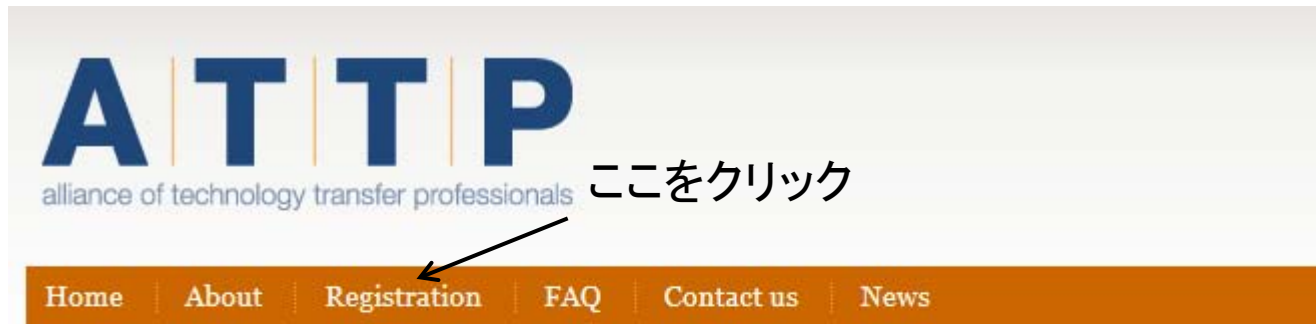 ATTP
alliance of technology transfer professionals
ここをクリック
Home About Registration FAQ Contact us News